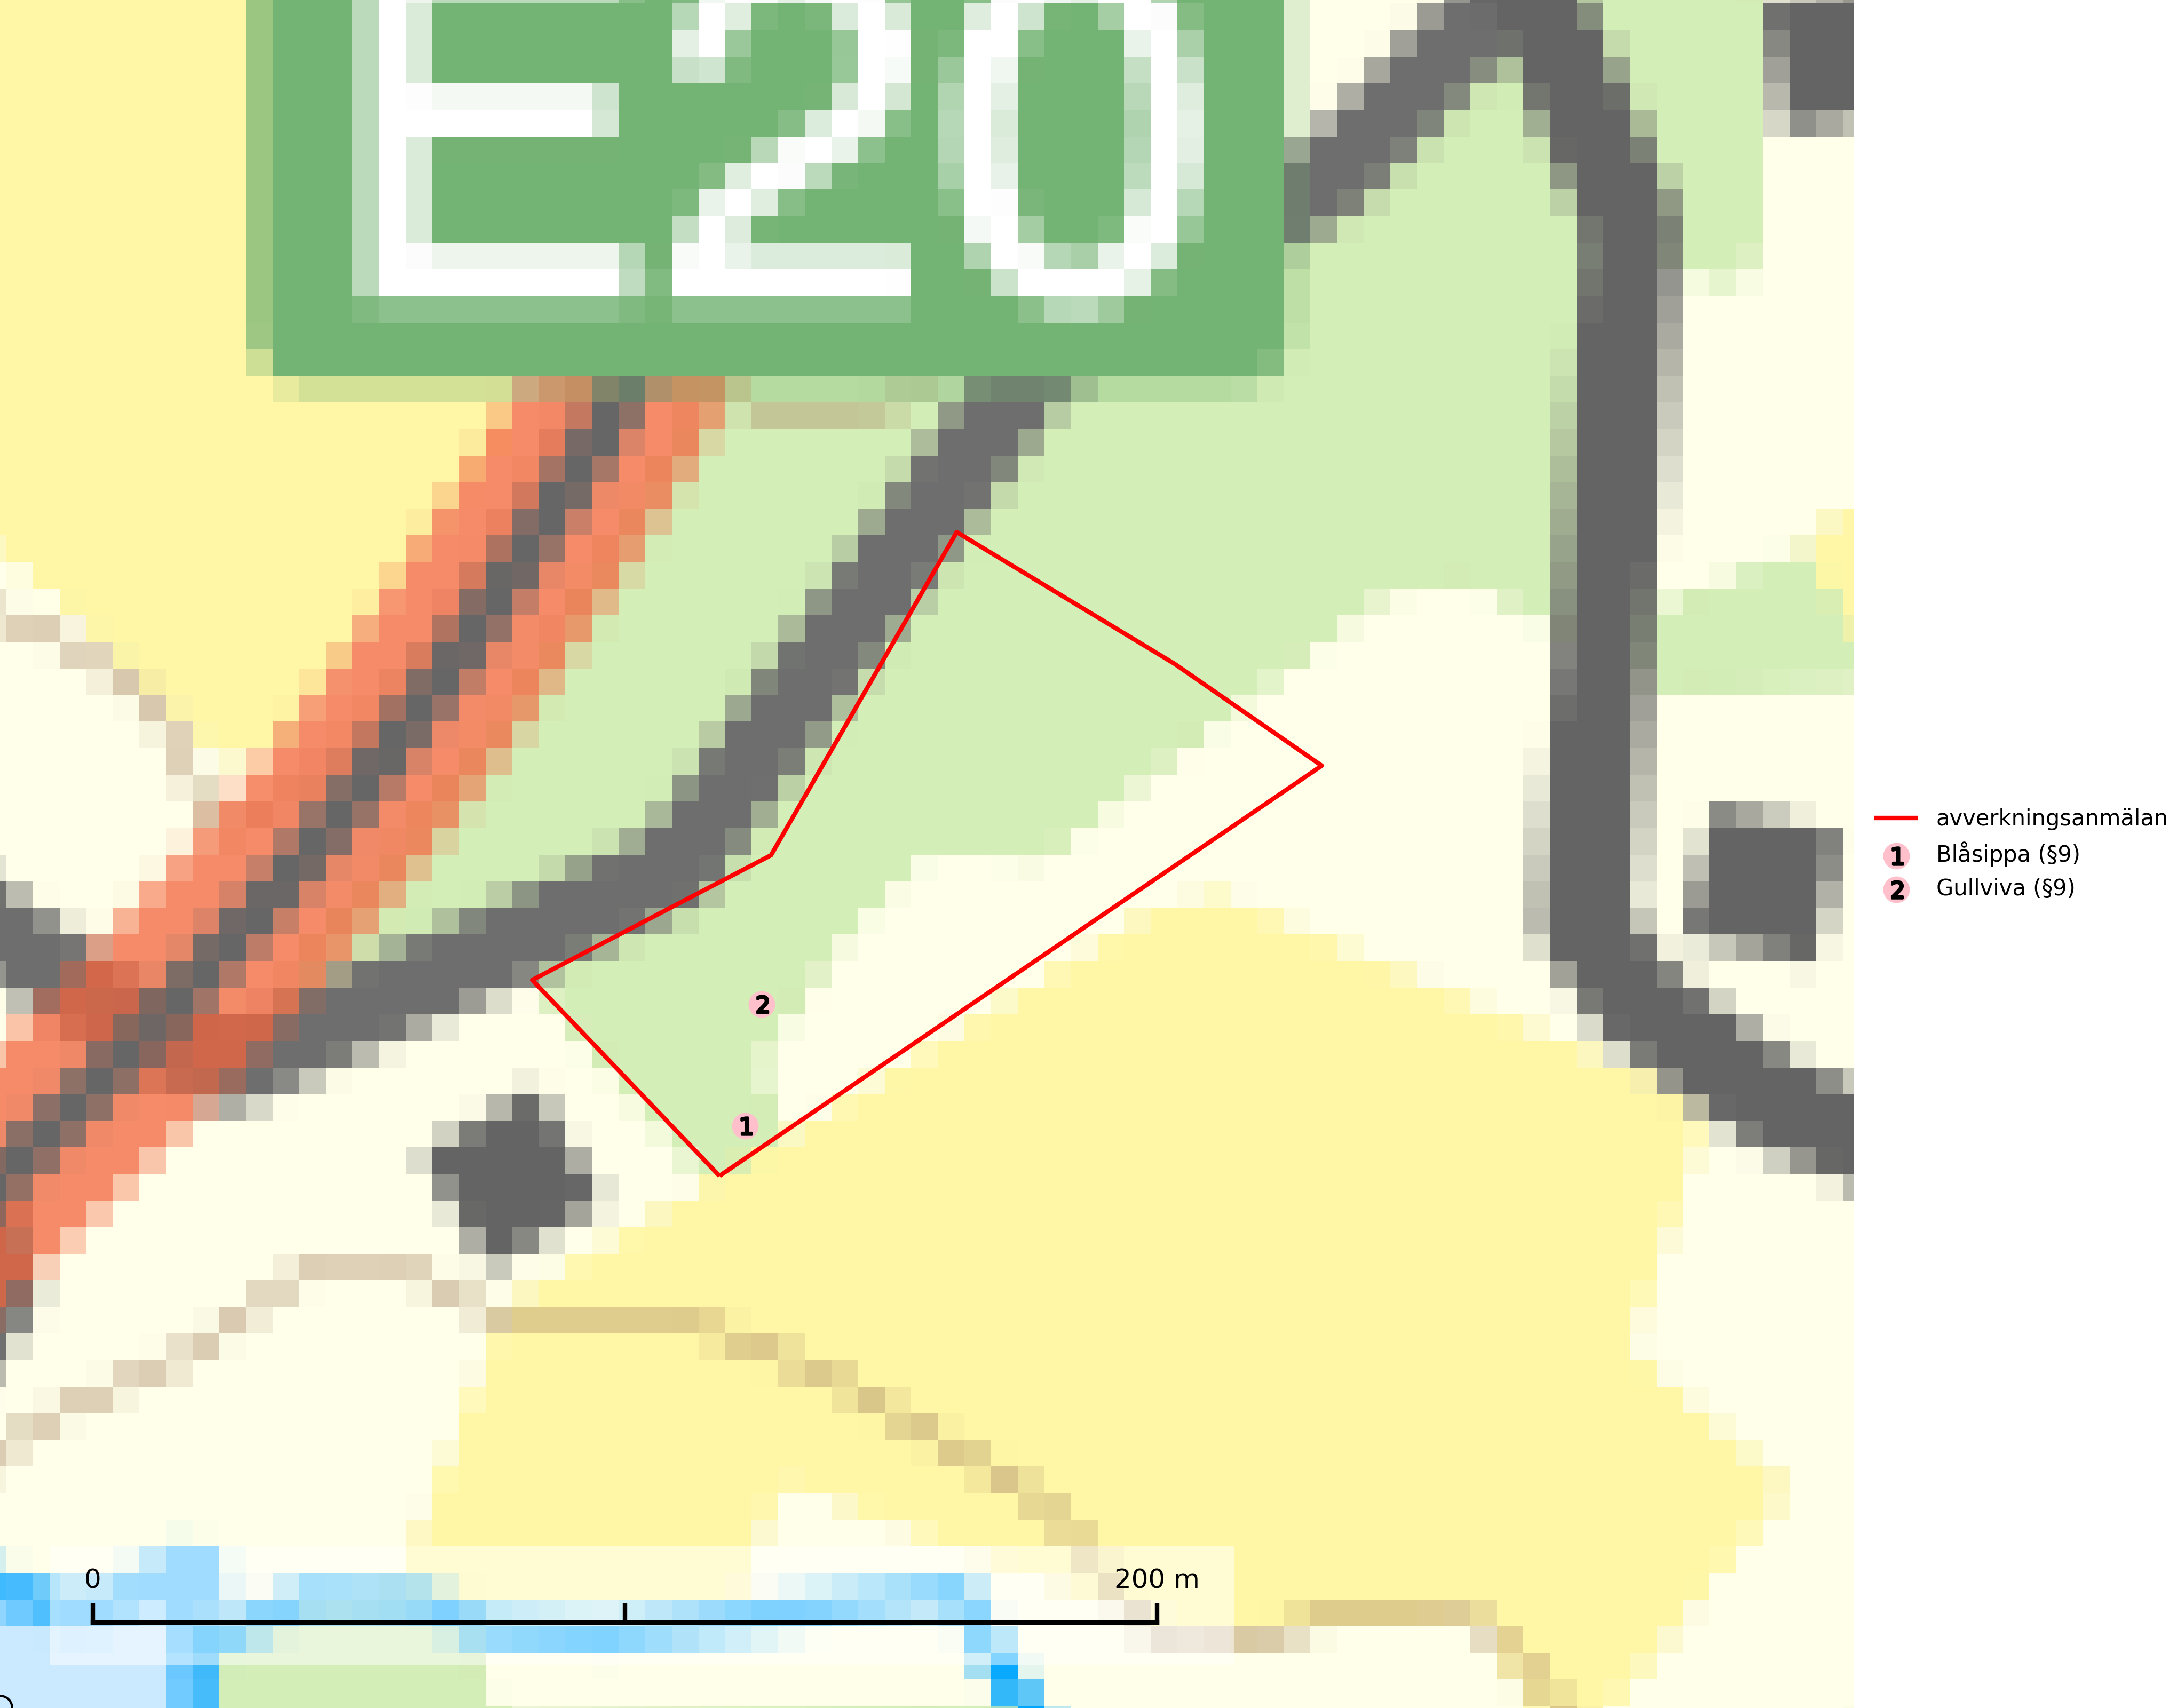 E20
avverkningsanmälan
1 Blåsippa (§9)
2 Gullviva (§9)
2
1
0 200 m